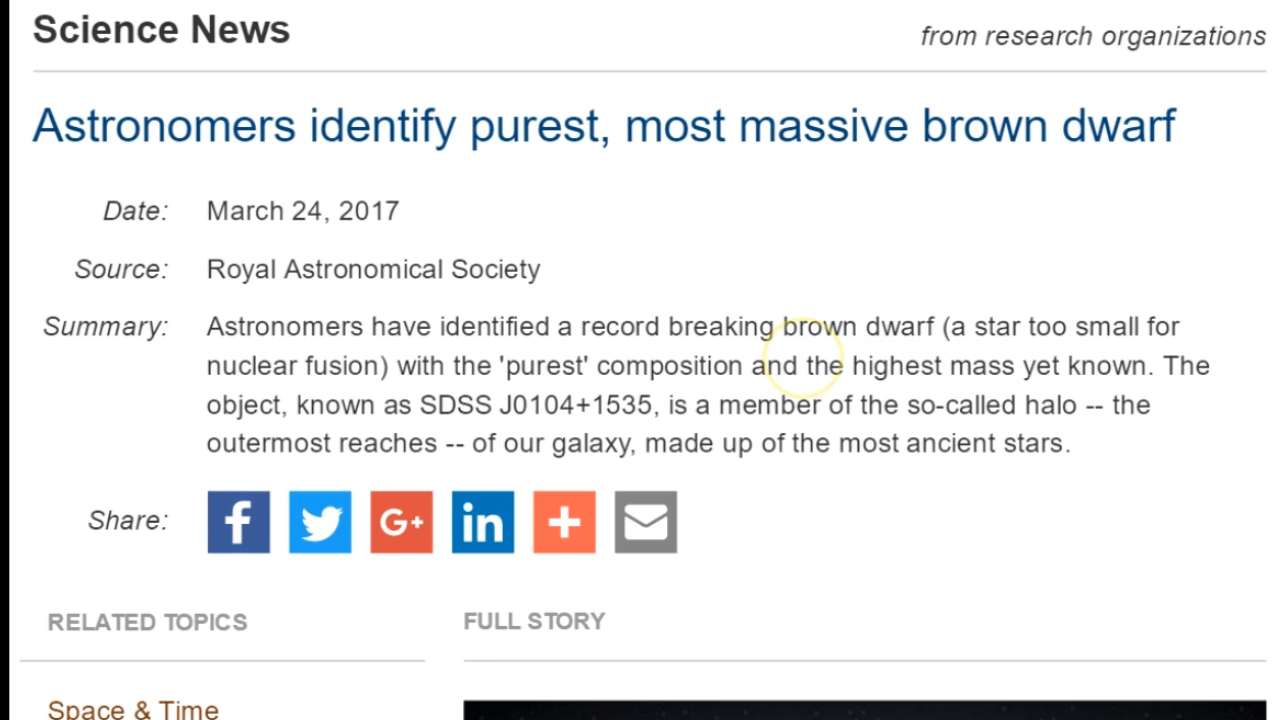 Science News
from research organizations
Astronomers identify purest, most massive brown dwarf
Date: March 24, 2017
Source: Royal Astronomical Society
Summary: Astronomers have identified a record breaking brown dwarf (a star too small for
nuclear fusion) with the 'purest' composition and the highest mass yet known. The
object, known as SDSS J0104+1535, is a member of the so-called halo -- the
outermost reaches -- of our galaxy, made up of the most ancient stars.
Share: f G+ in +
RELATED TOPICS
FULL STORY
Space & Time